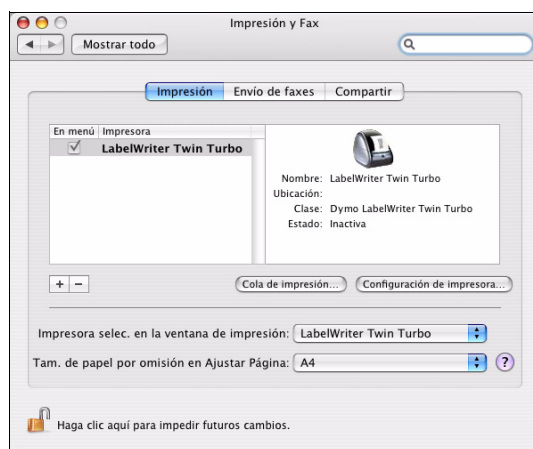 Impresión y Fax
Mostrar todo
Impresión Envío de faxes Compartir
En menú Impresora
LabelWriter Twin Turbo
Nombre: LabelWriter Twin Turbo
Ubicación:
Clase: Dymo LabelWriter Twin Turbo
Estado: Inactiva
+ −
Cola de impresión... Configuración de impresora...
Impresora selec. en la ventana de impresión: LabelWriter Twin Turbo
Tam. de papel por omisión en Ajustar Página: A4 ?
Haga clic aquí para impedir futuros cambios.